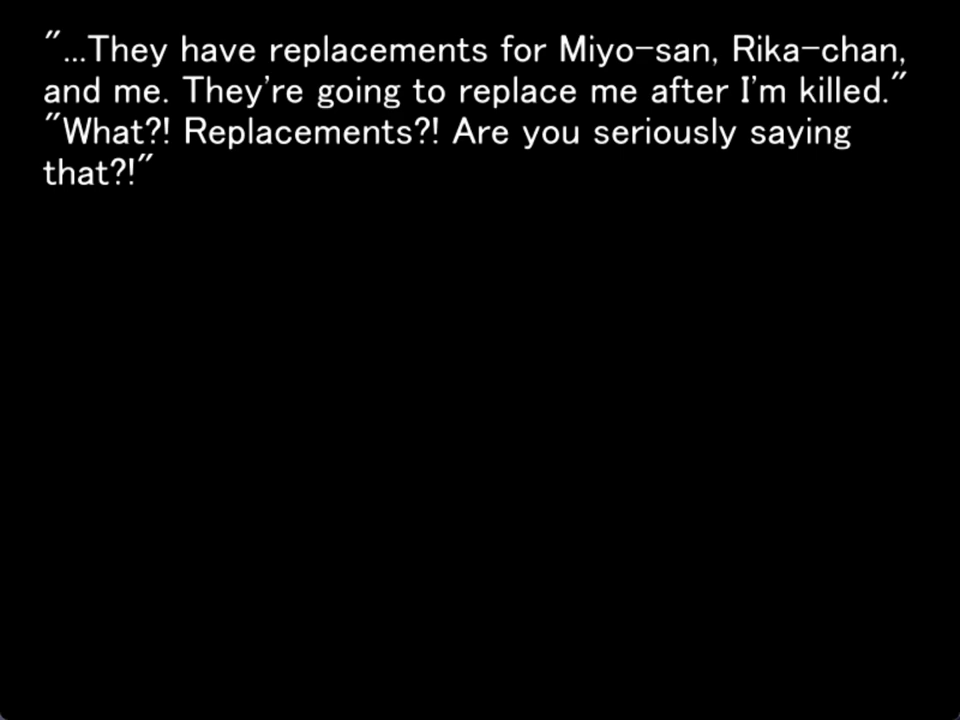 "...They have replacements for Miyo-san, Rika-chan,
and me. They're going to replace me after I'm killed."
"What?! Replacements?! Are you seriously saying
that?!"